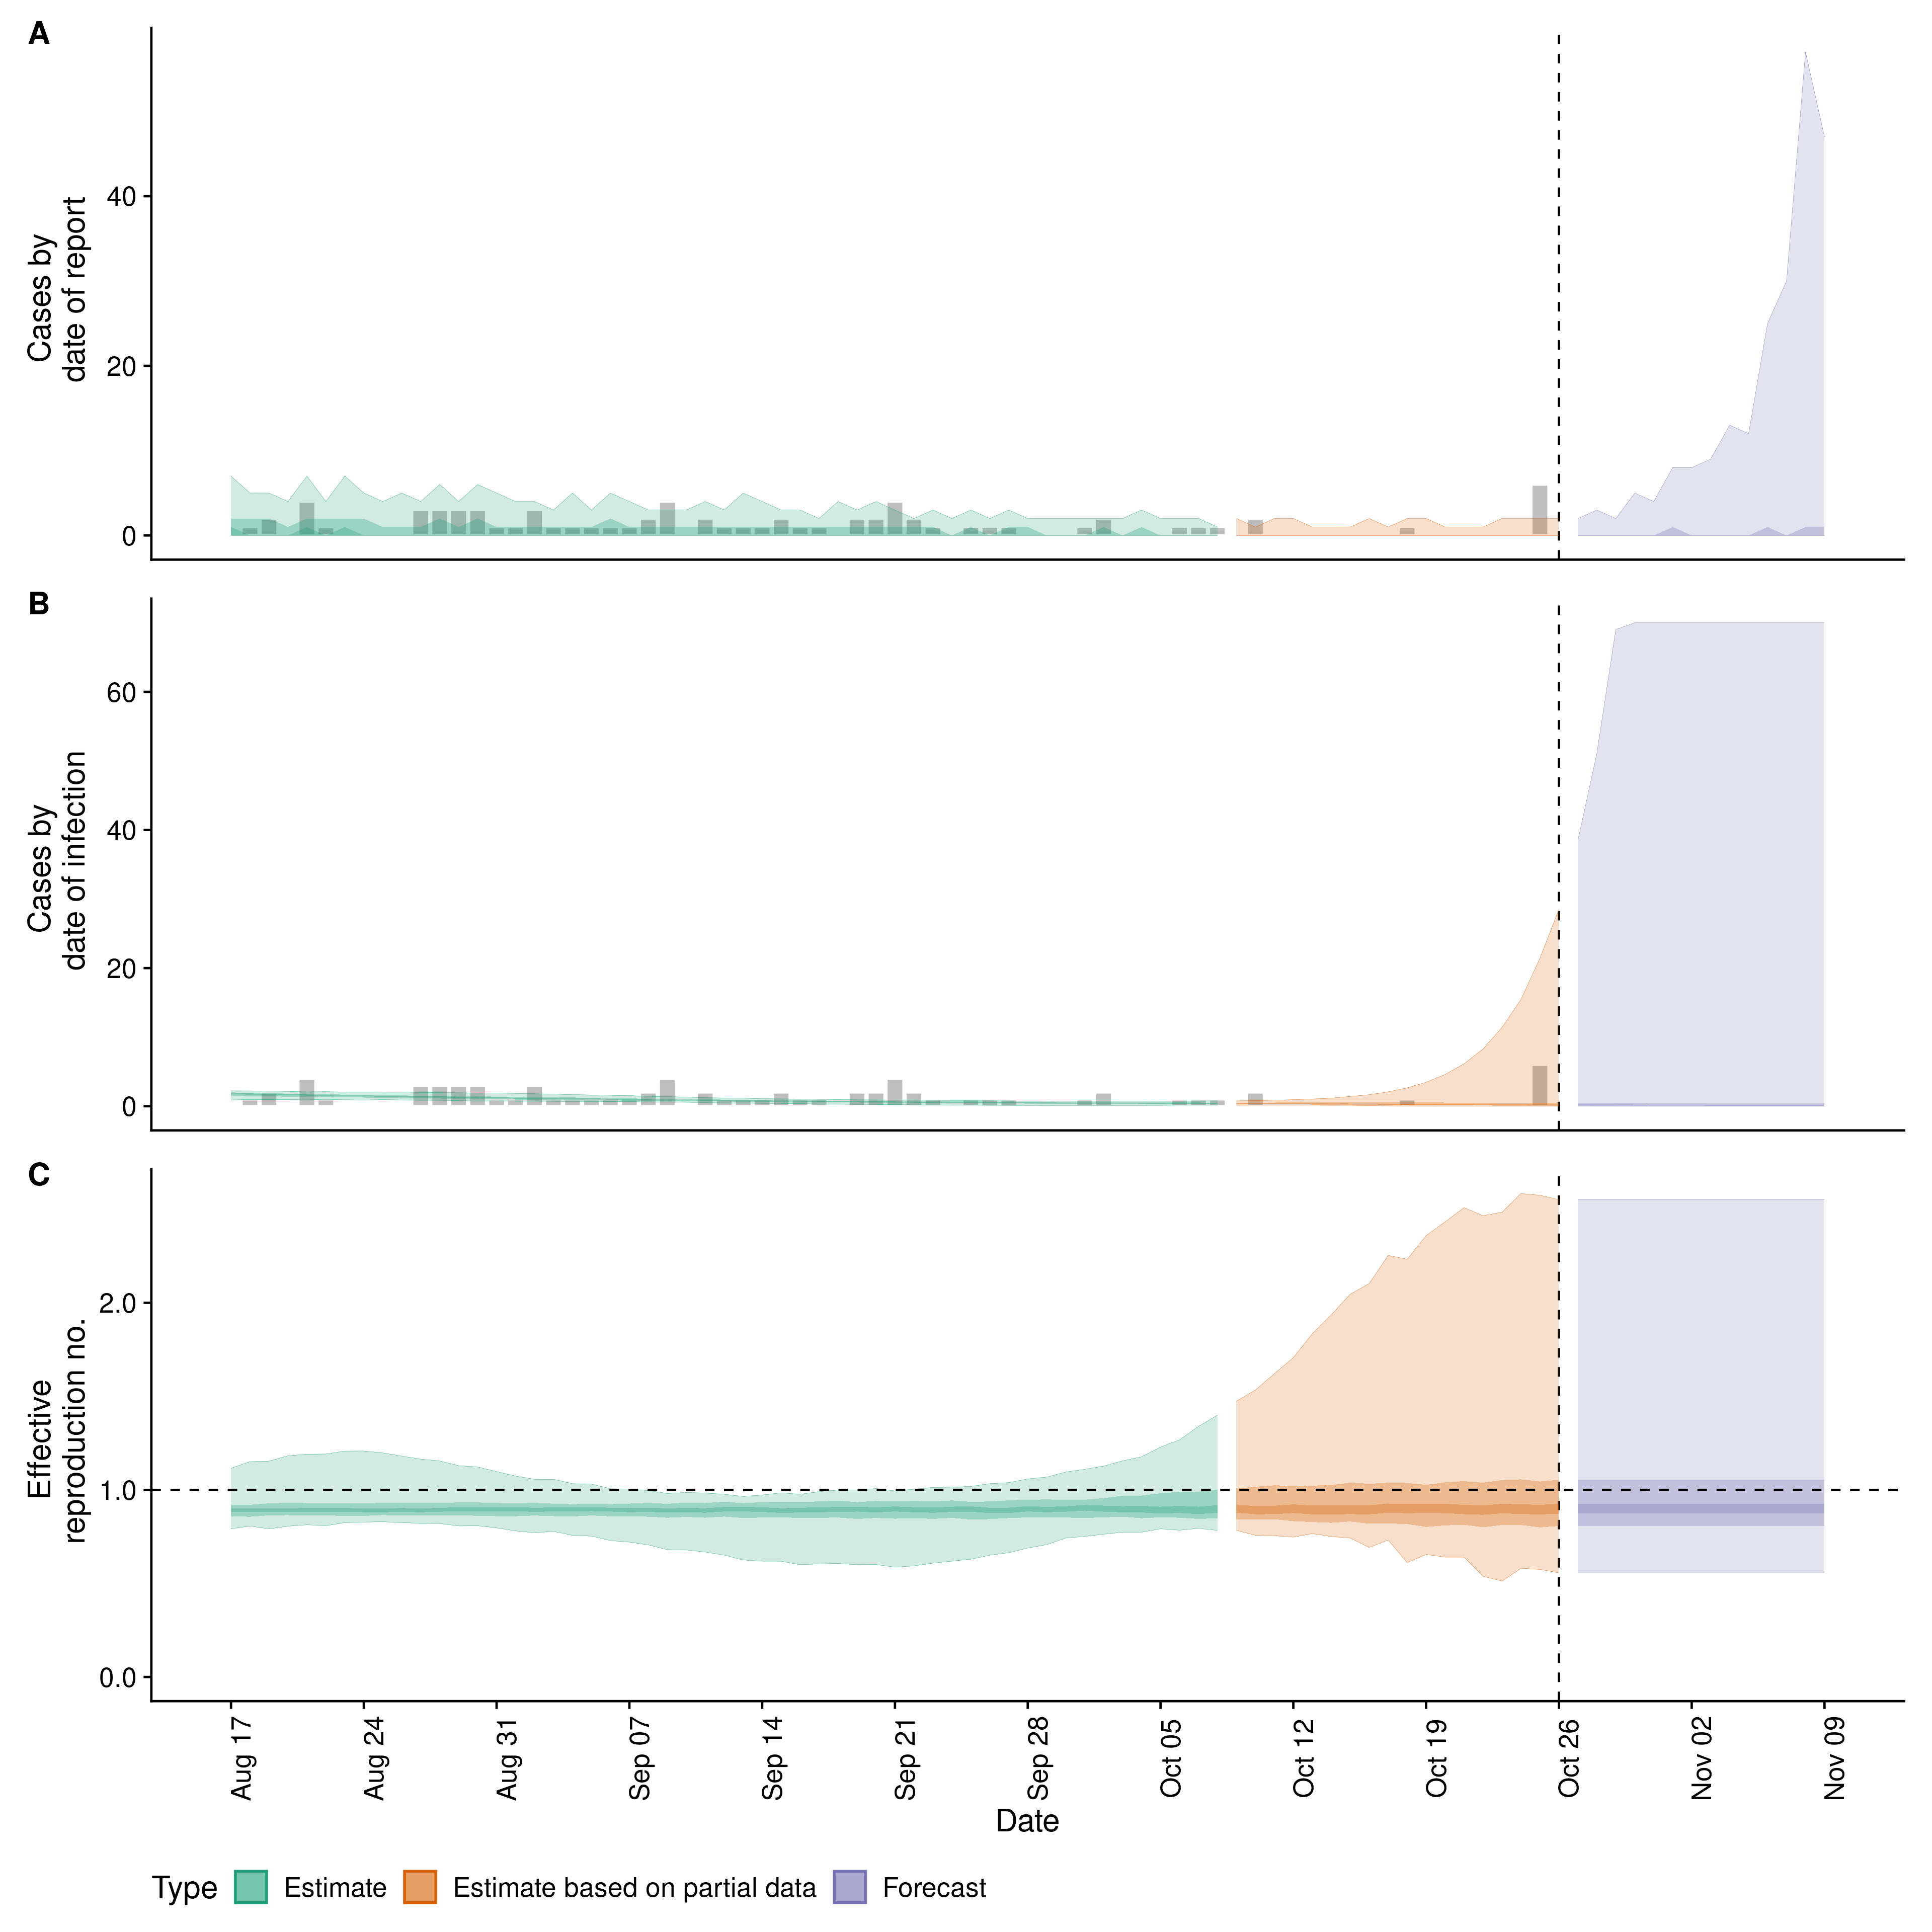 A
Cases by
date of report
40
20
0
B
Cases by
date of infection
60
40
20
0
C
Effective
reproduction no.
2.0
1.0
0.0
Aug 17
Aug 24
Aug 31
Sep 07
Sep 14
Sep 21
Sep 28
Oct 05
Oct 12
Oct 19
Oct 26
Nov 02
Nov 09
Date
Type Estimate Estimate based on partial data Forecast